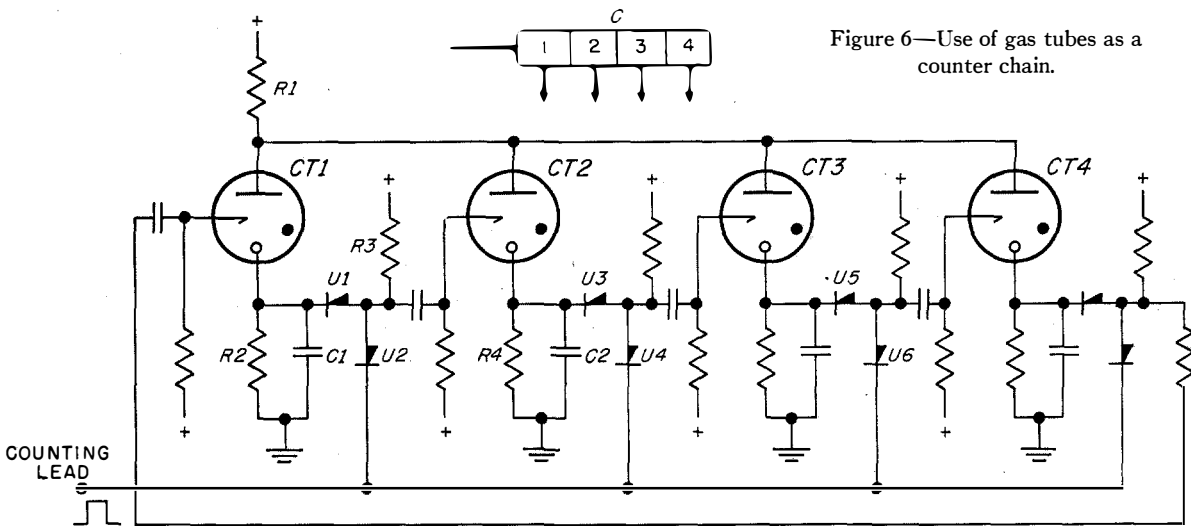 +
C
Figure 6—Use of gas tubes as a
counter chain.
1 2 3 4
R1
CT1
CT2
CT3
CT4
+ + + +
R3
U1
U3
U5
R2
C1
U2
R4
C2
U4
U6
+ + + +
COUNTING
LEAD